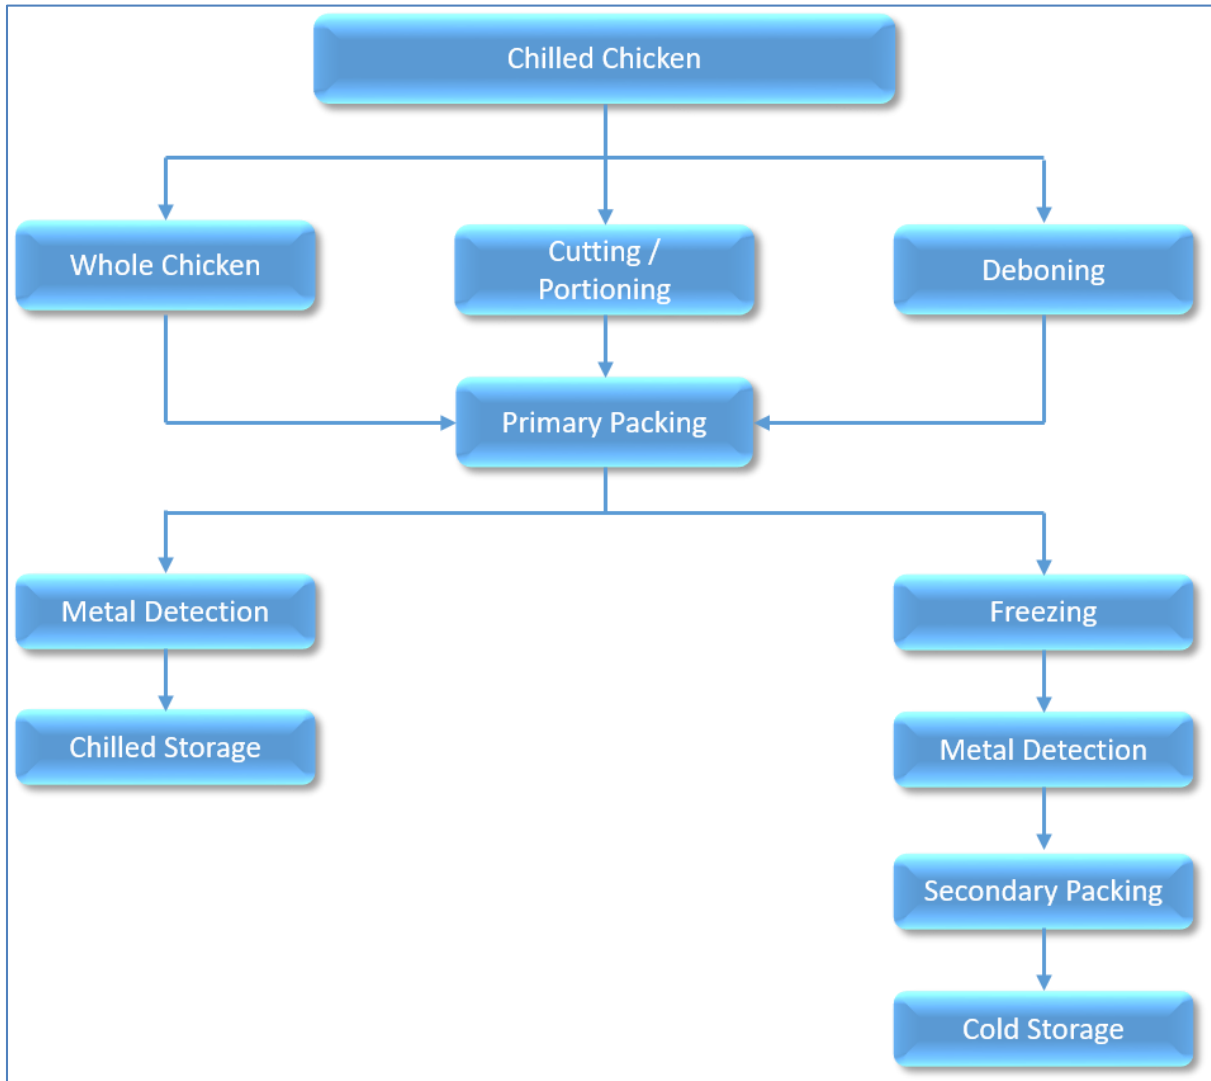 Chilled Chicken
Whole Chicken
Cutting /
Portioning
Deboning
Primary Packing
Metal Detection
Freezing
Chilled Storage
Metal Detection
Secondary Packing
Cold Storage